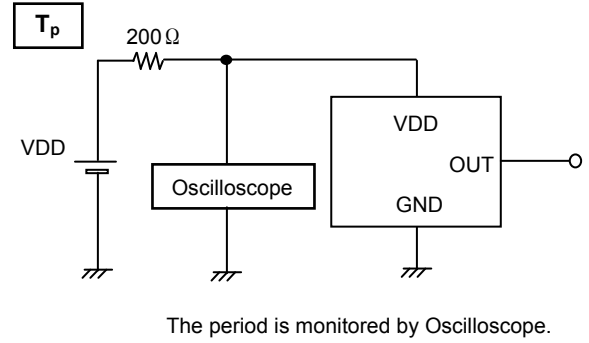 Tp
200Ω
VDD
Oscilloscope
VDD
OUT
GND
The period is monitored by Oscilloscope.